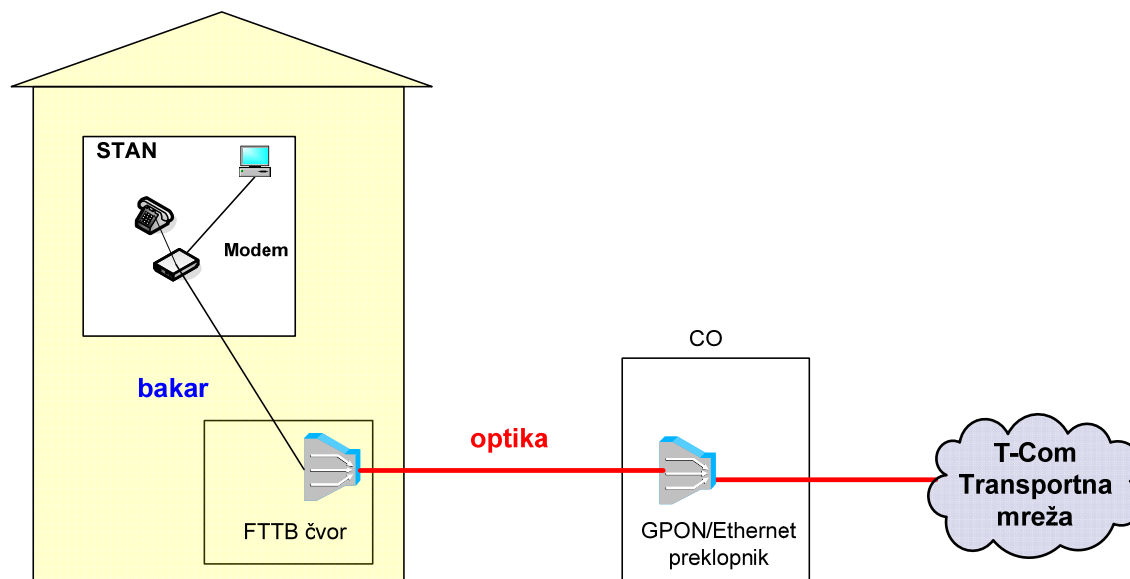 STAN
Modem
bakar
FTTB čvor
optika
CO
GPON/Ethernet
preklopnik
T-Com
Transportna
mreža